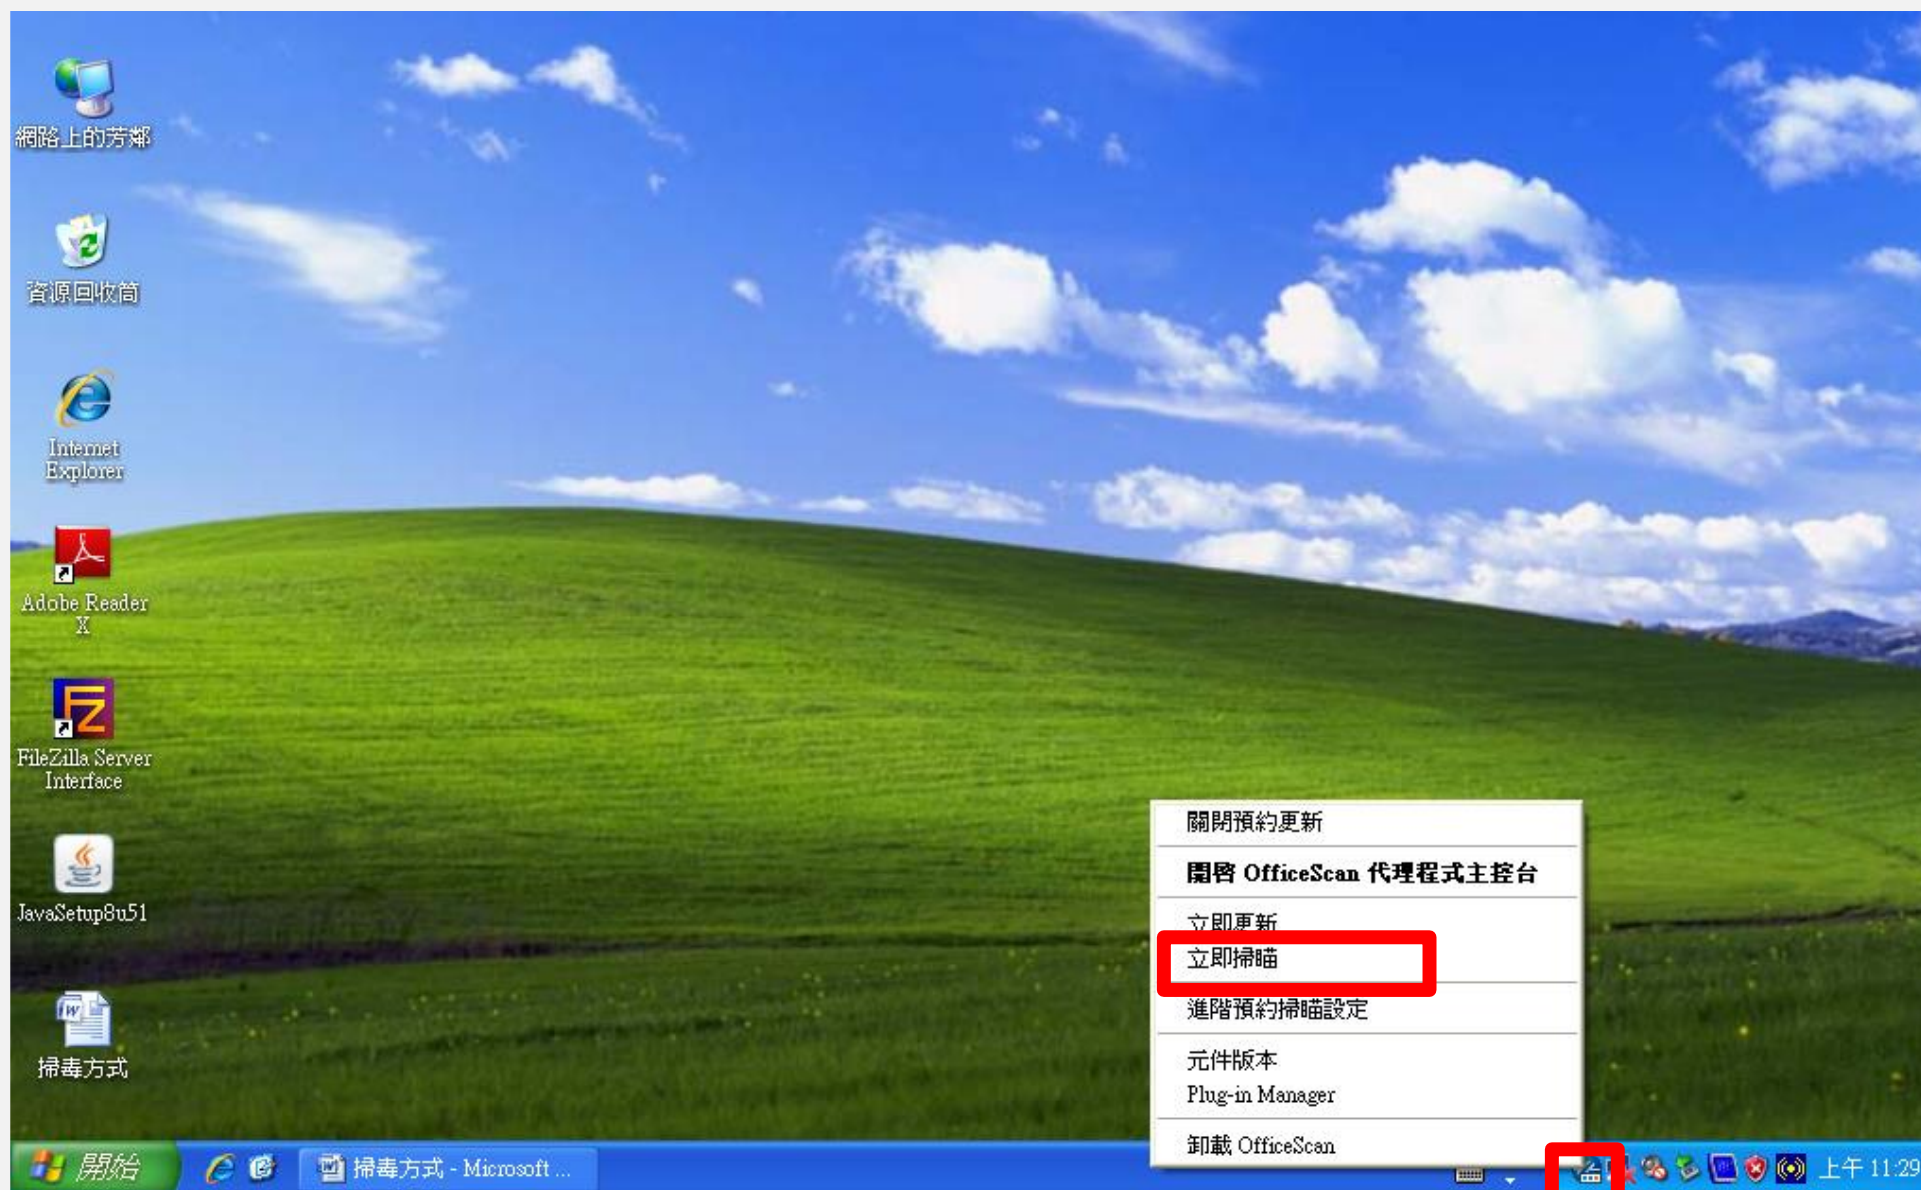 網路上的芳鄰
資源回收筒
Internet
Explorer
Adobe Reader
X
FileZilla Server
Interface
JavaSetup8u51
掃毒方式
關閉預約更新
開啓 OfficeScan 代理程式主控台
立即更新
立即掃瞄
進階預約掃瞄設定
元件版本
Plug-in Manager
卸載 OfficeScan
開始
掃毒方式 - Microsoft ...
上午 11:29